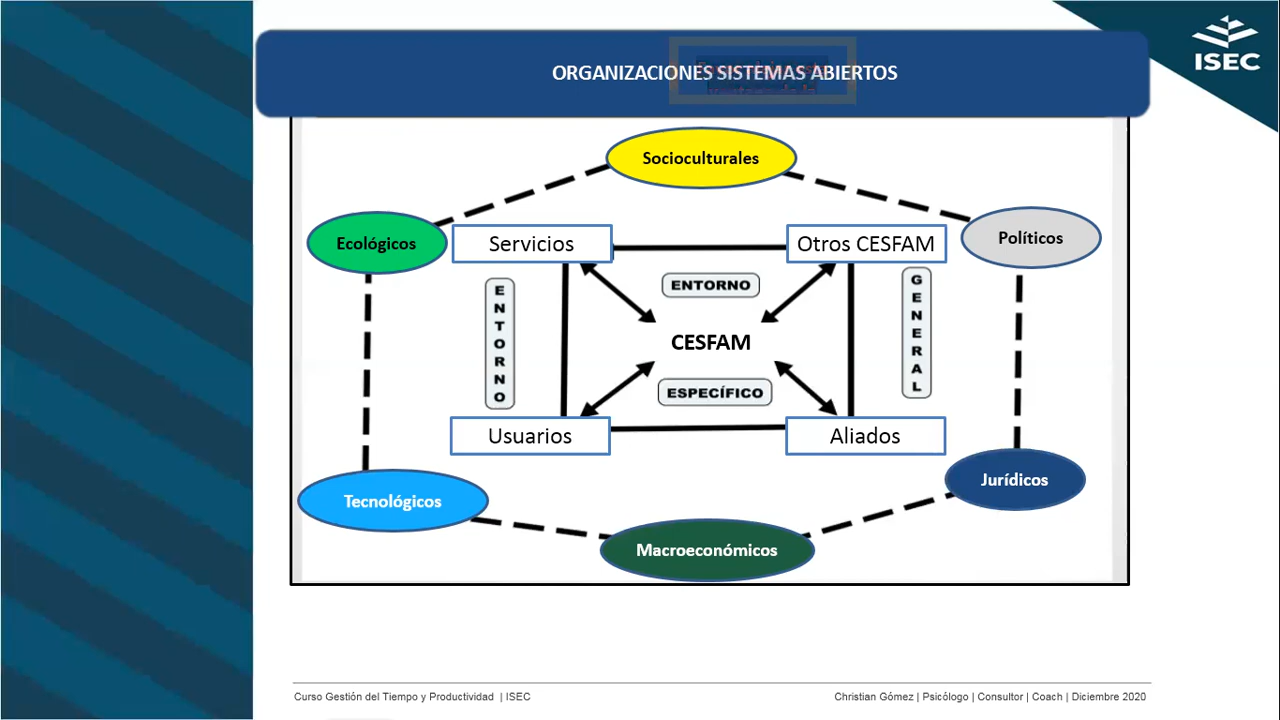 ISEC
ORGANIZACIONES SISTEMAS ABIERTOS
Socioculturales
Ecológicos
Servicios
Otros CESFAM
Políticos
ENTORNO
ENTORNO
GENERAL
CESFAM
ESPECÍFICO
Usuarios
Aliados
Tecnológicos
Jurídicos
Macroeconómicos
Curso Gestión del Tiempo y Productividad | ISEC
Christian Gómez | Psicólogo | Consultor | Coach | Diciembre 2020